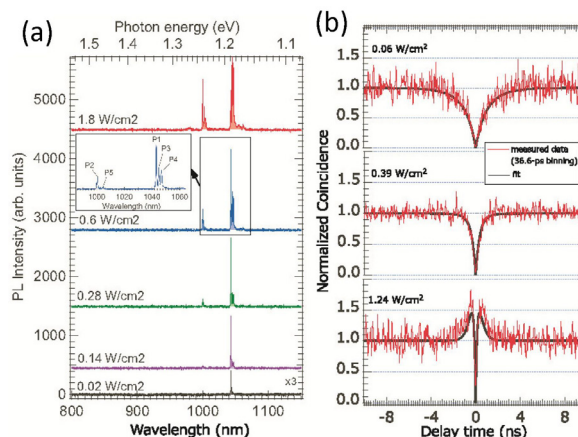 (a)
Photon energy (eV)
1.5 1.4 1.3 1.2 1.1
5000
4000
3000
2000
1000
0
PL Intensity (arb. units)
1.8 W/cm2
P1
P3
P2
P4
P5
1000 1020 1040 1060
Wavelength (nm)
0.6 W/cm2
0.28 W/cm2
0.14 W/cm2
0.02 W/cm2
x3
800 900 1000 1100
Wavelength (nm)
(b)
Normalized Coincidence
0.06 W/cm²
1.5
1.0
0.5
0.0
measured data
(36.6-ps binning)
fit
0.39 W/cm²
1.5
1.0
0.5
0.0
1.24 W/cm²
1.5
1.0
0.5
0.0
-8 -4 0 4 8
Delay time (ns)